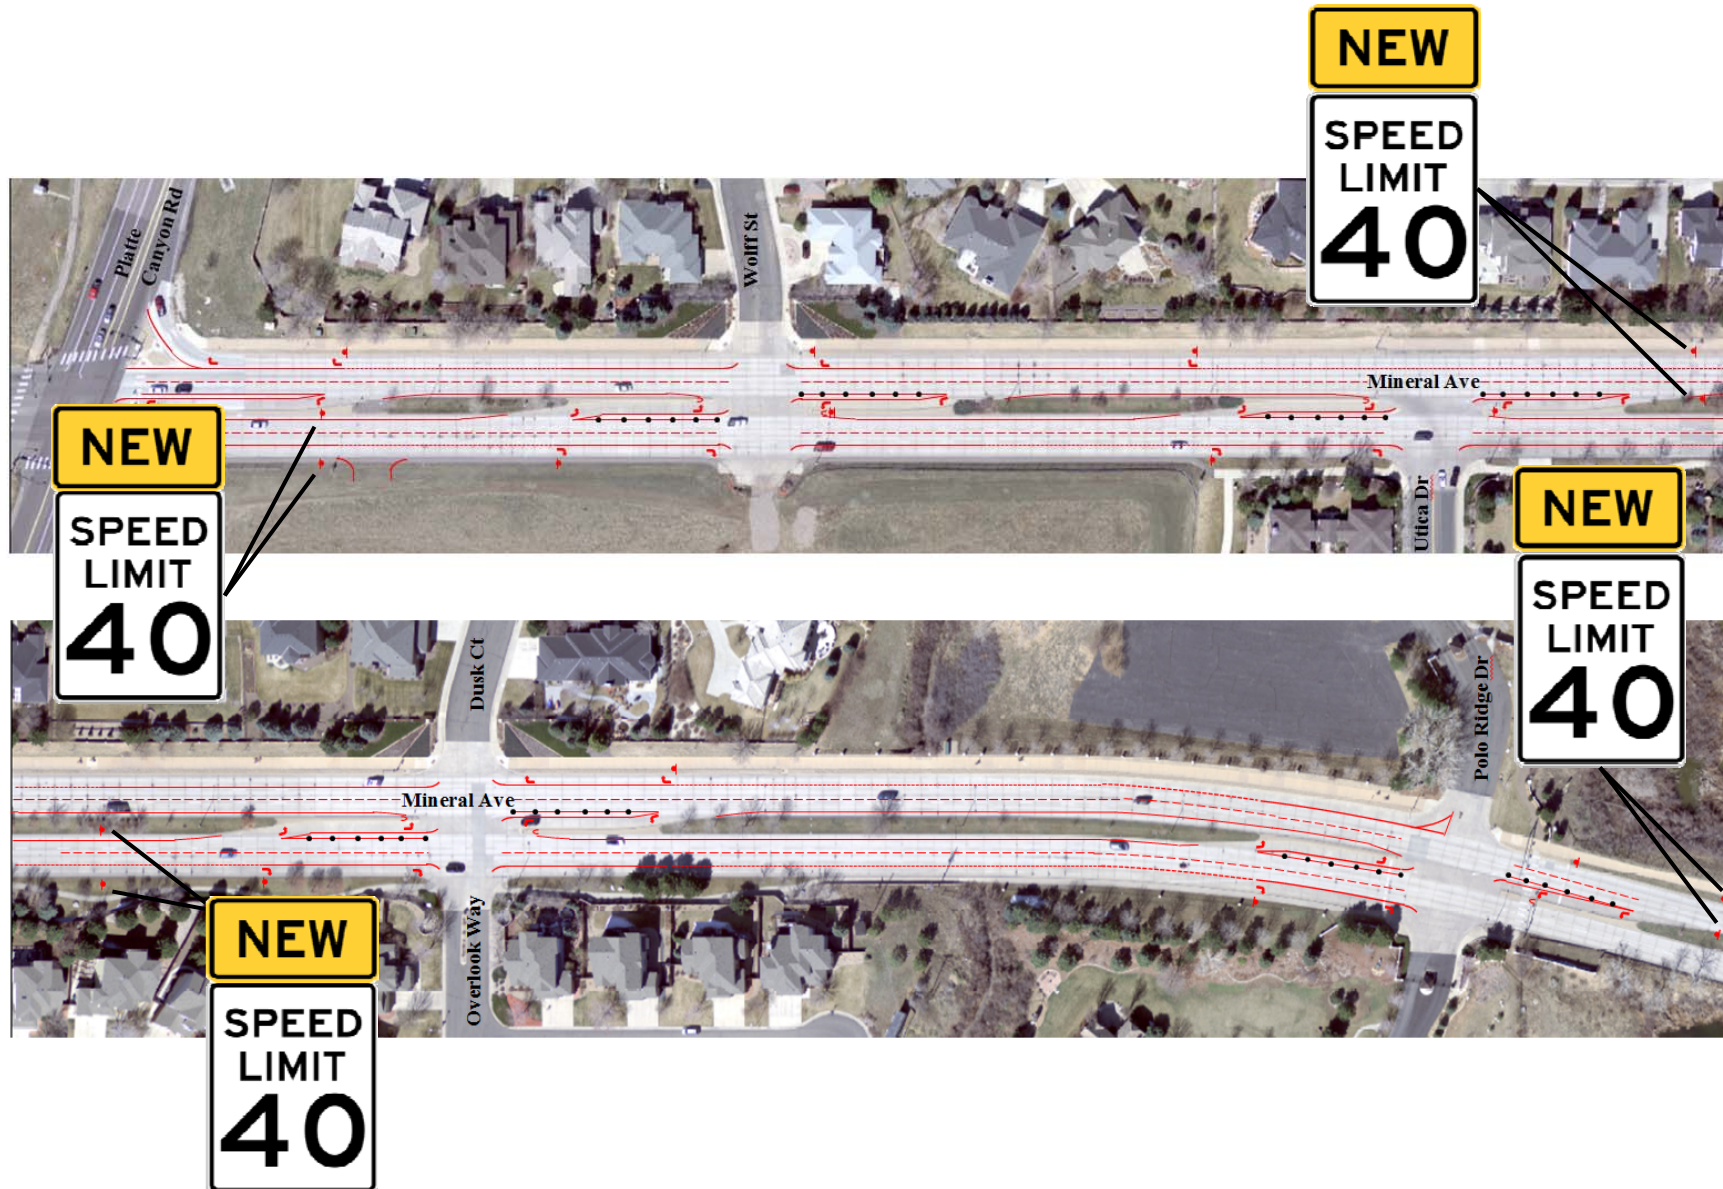 NEW
SPEED
LIMIT
40
Platte
Canyon Rd
Wolff St
Mineral Ave
NEW
SPEED
LIMIT
40
Utica Dr
NEW
SPEED
LIMIT
40
Dusk Ct
Polo Ridge Dr
Mineral Ave
Overlook Way
NEW
SPEED
LIMIT
40